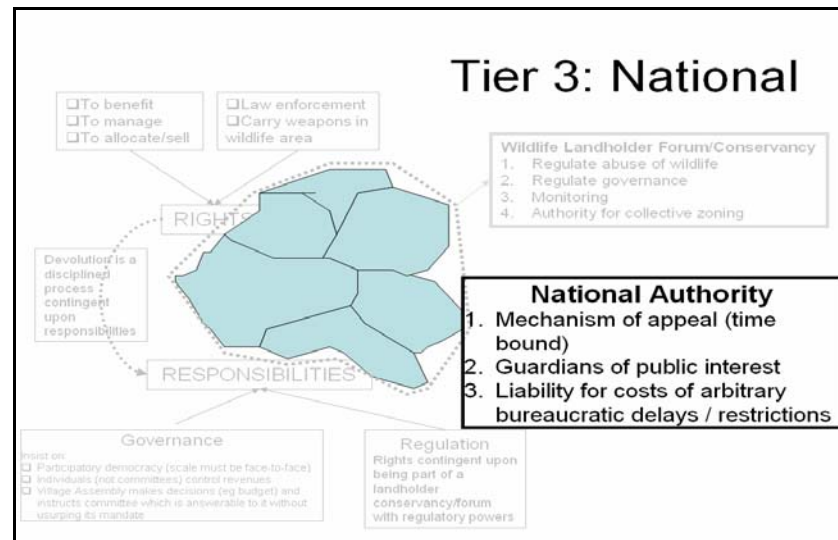 Tier 3: National
❑To benefit
❑To manage
❑To allocate/sell
❑Law enforcement
❑Carry weapons in
wildlife area
Wildlife Landholder Forum/Conservancy
1. Regulate abuse of wildlife
2. Regulate governance
3. Monitoring
4. Authority for collective zoning
RIGHTS
Devolution is a
disciplined
process
contingent
upon
responsibilities
National Authority
1. Mechanism of appeal (time
bound)
2. Guardians of public interest
3. Liability for costs of arbitrary
bureaucratic delays / restrictions
RESPONSIBILITIES
Governance
Insist on:
❑ Participatory democracy (scale must be face-to-face)
❑ Individuals (not committees) control revenues
❑ Village Assembly makes decisions (eg budget) and
instructs committee which is answerable to it without
usurping its mandate
Regulation
Rights contingent upon
being part of a
landholder
conservancy/forum
with regulatory powers